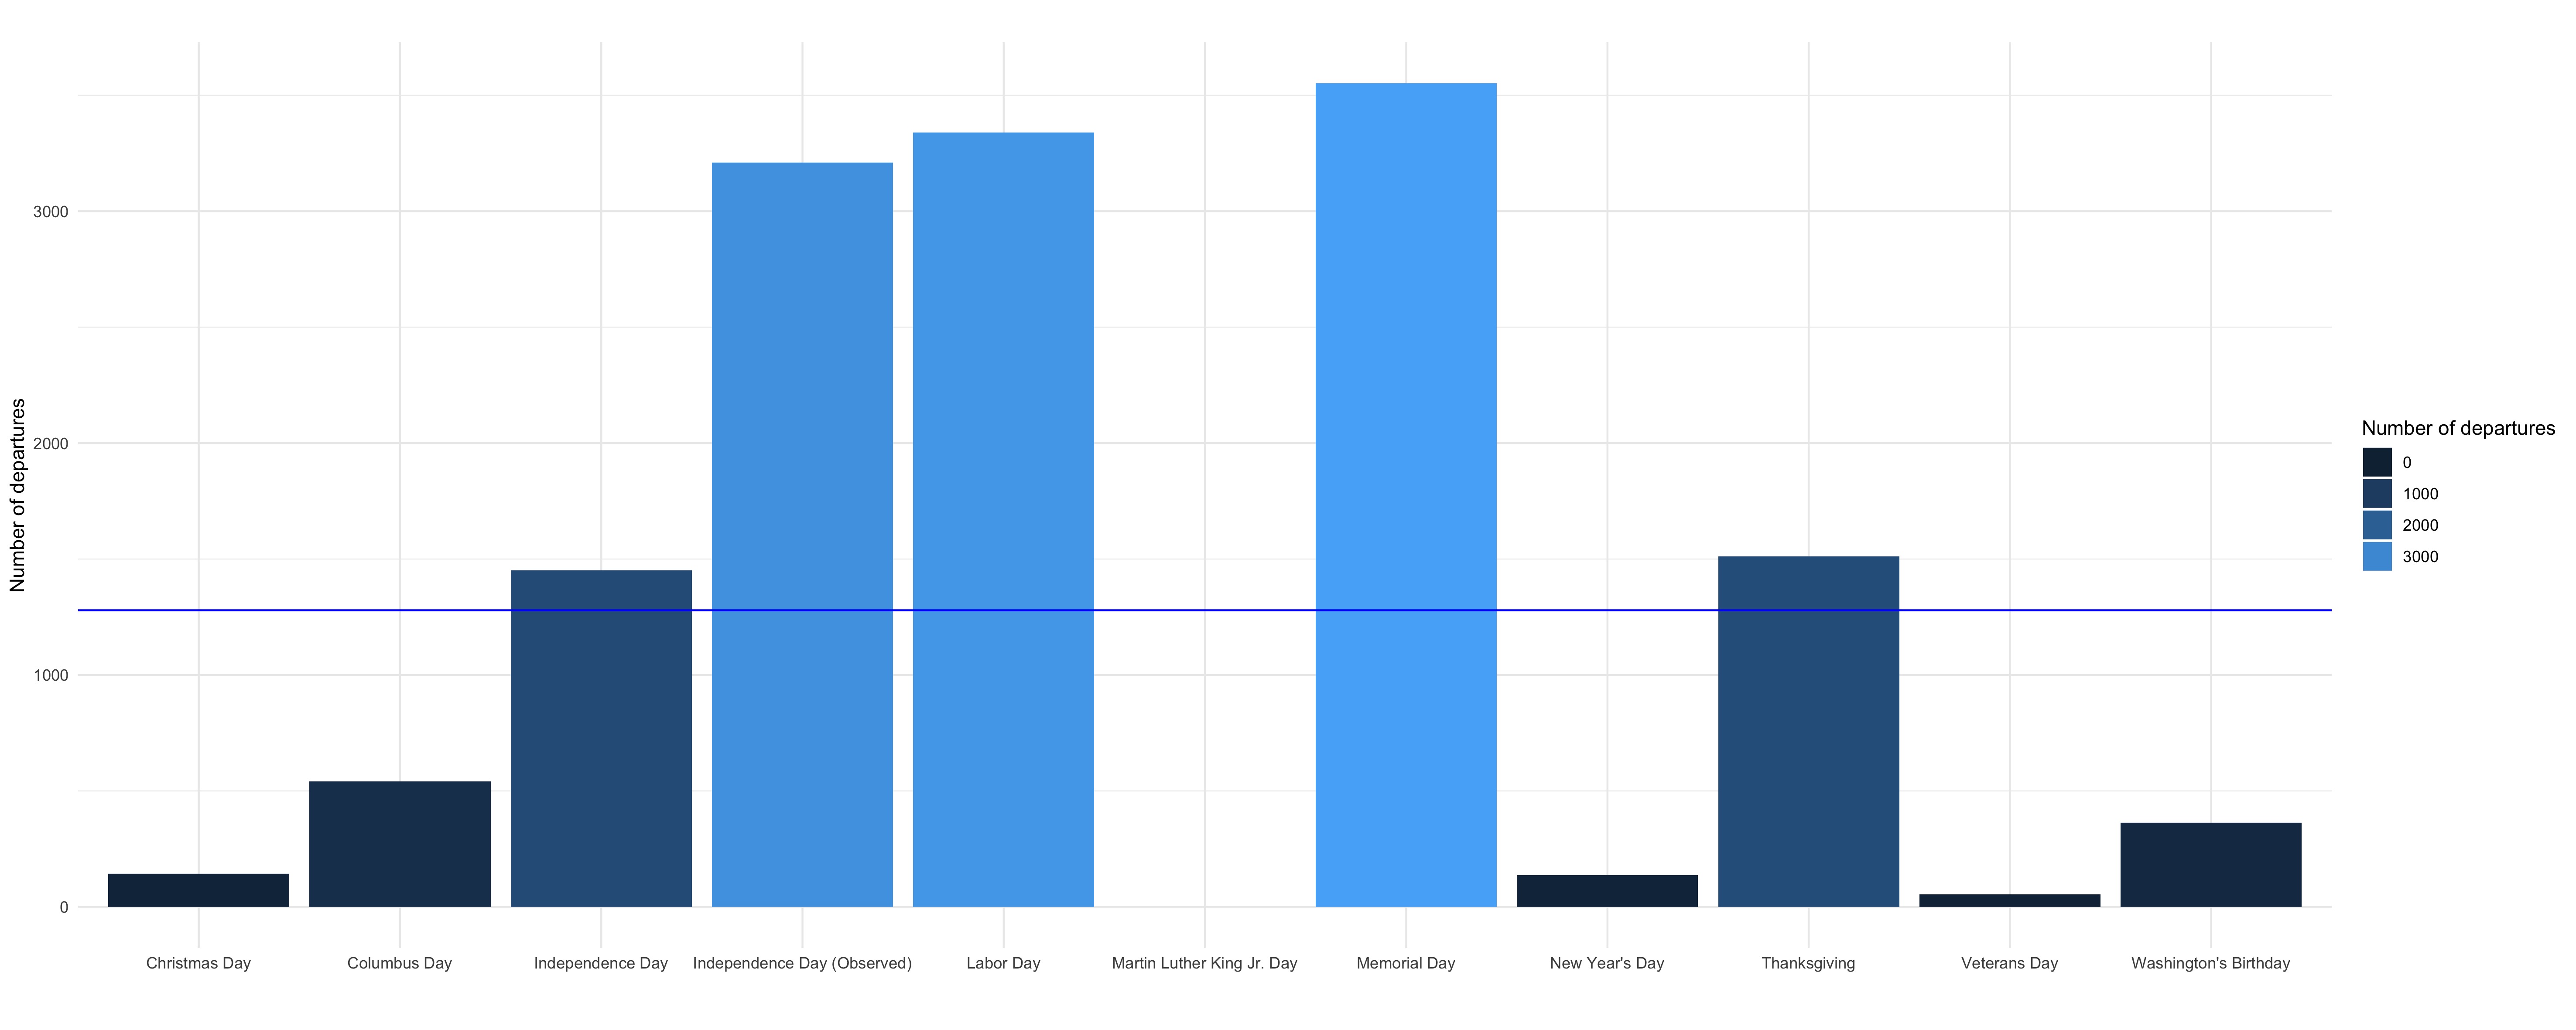 Number of departures
3000
2000
1000
0
Christmas Day
Columbus Day
Independence Day
Independence Day (Observed)
Labor Day
Martin Luther King Jr. Day
Memorial Day
New Year's Day
Thanksgiving
Veterans Day
Washington's Birthday
Number of departures
0
1000
2000
3000